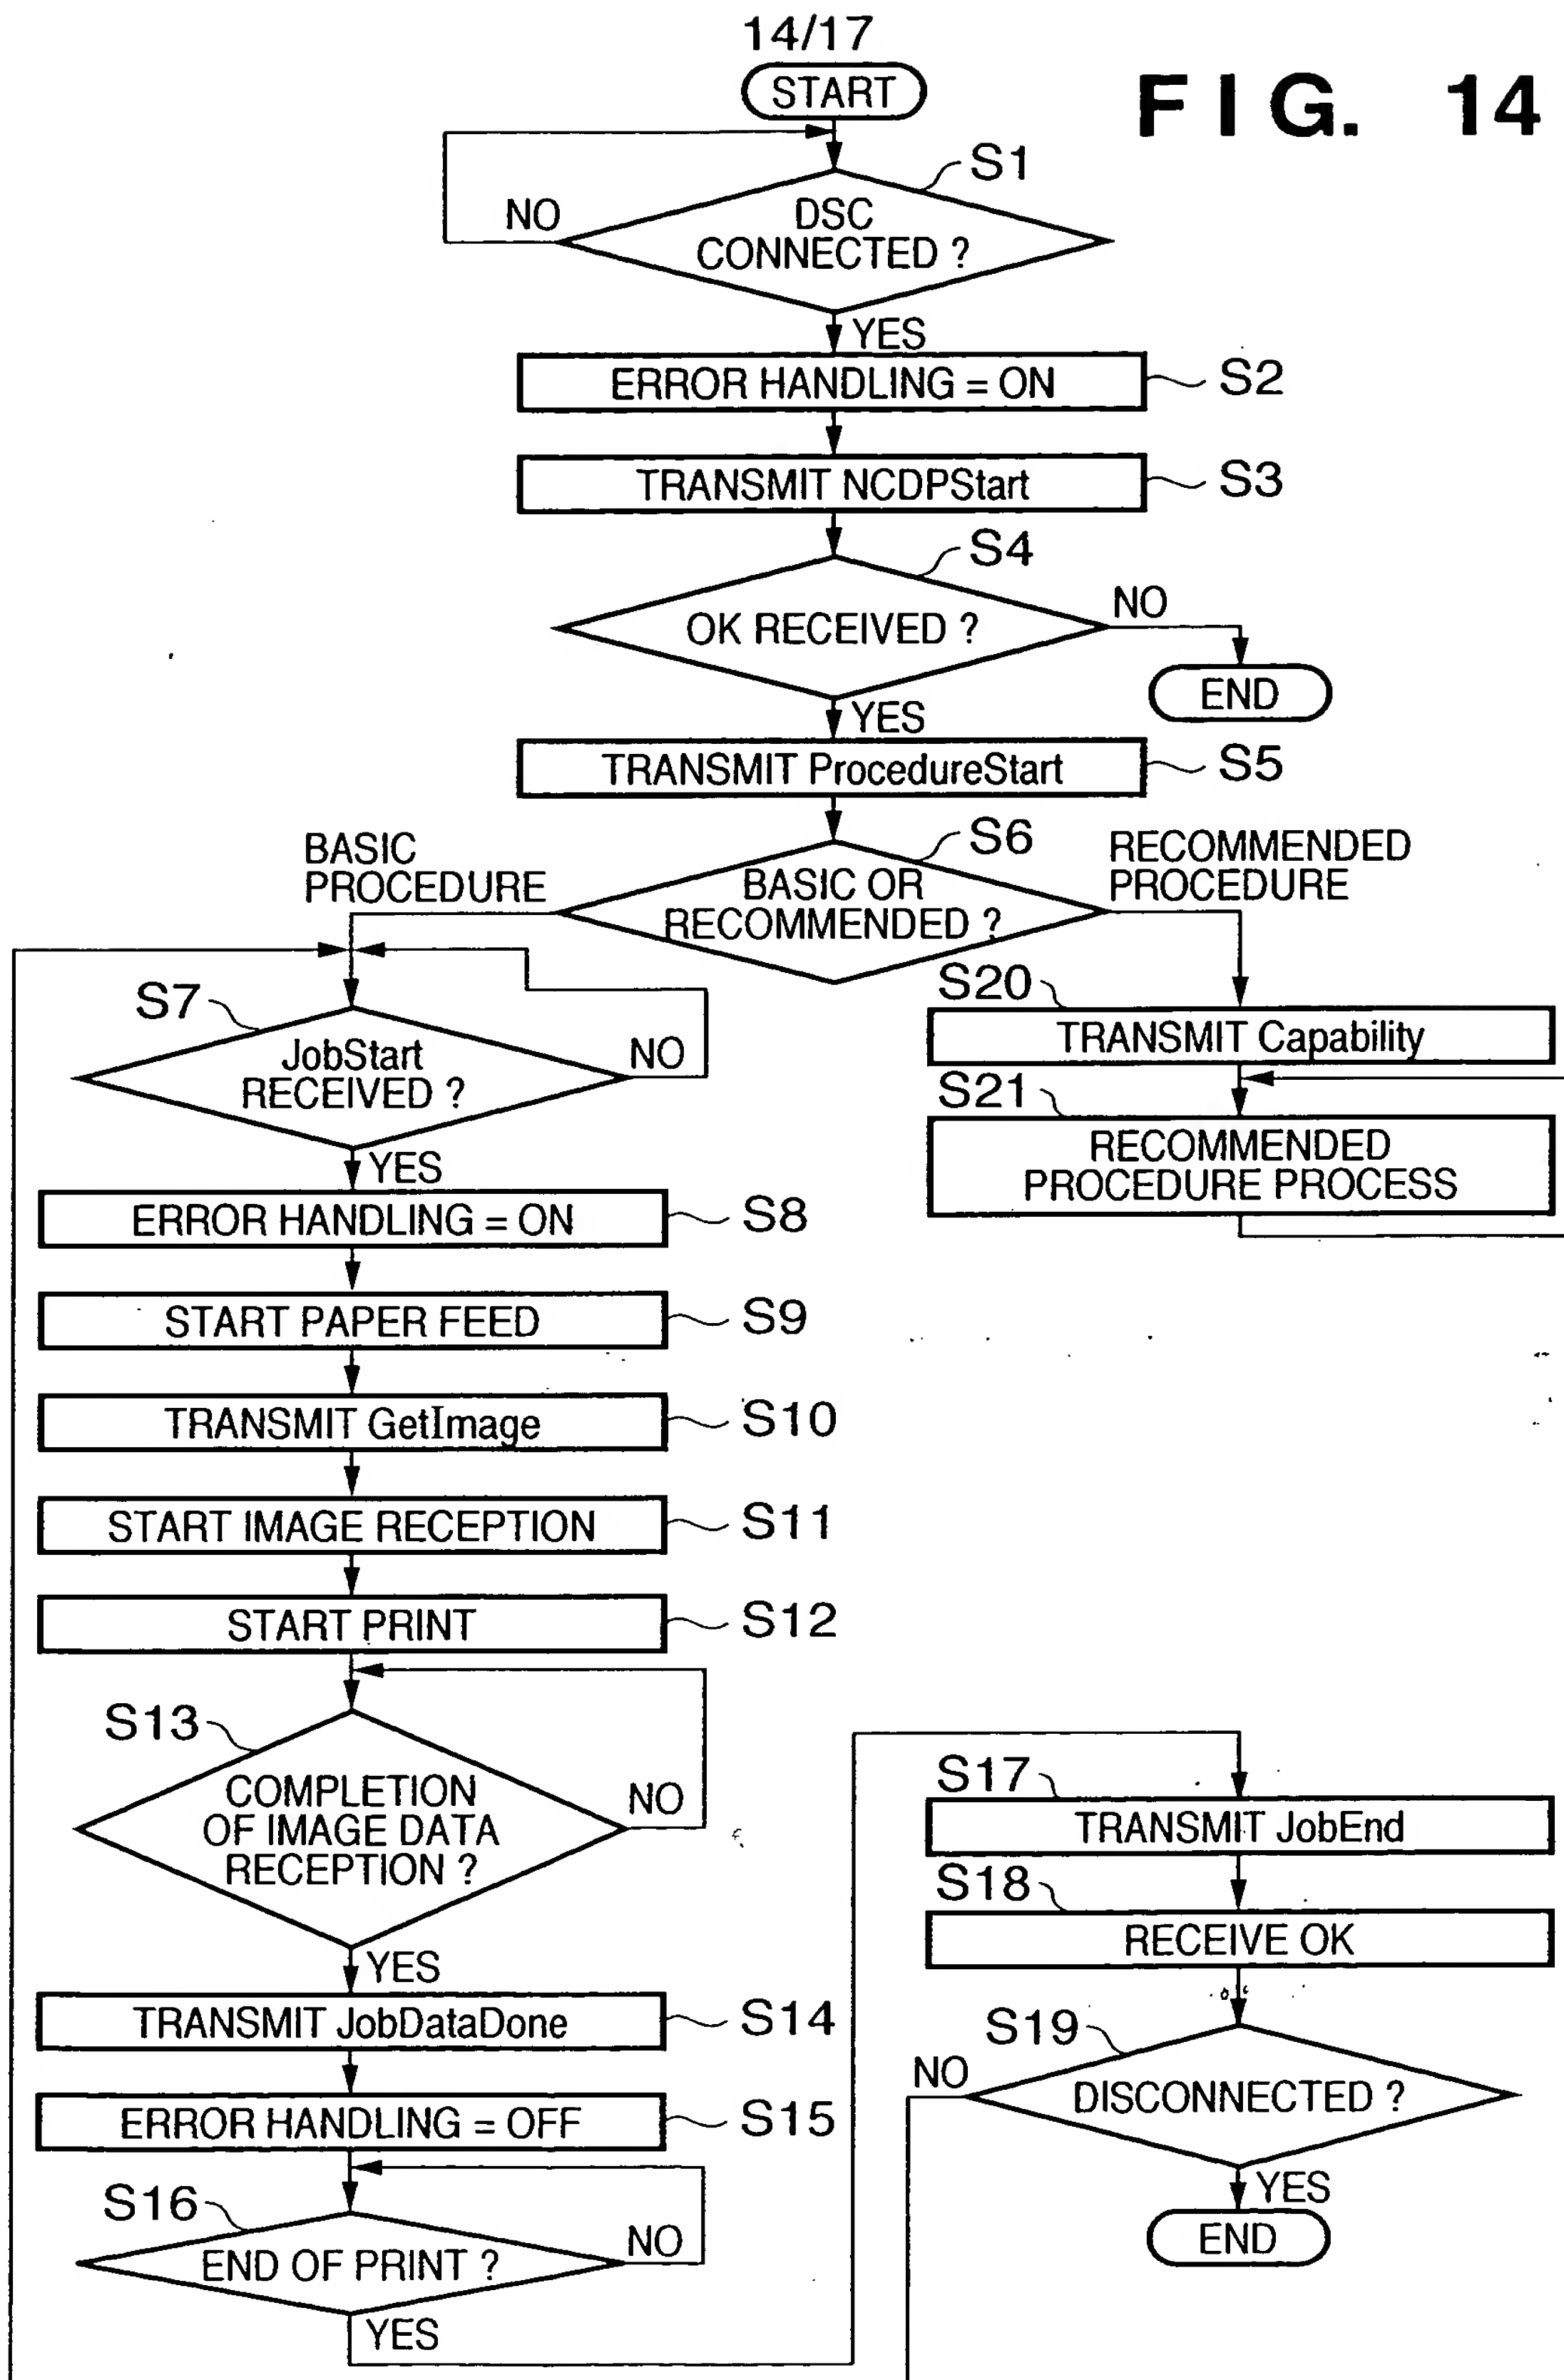 14/17
FIG. 14
START
S1
NO
DSC
CONNECTED ?
YES
ERROR HANDLING = ON
S2
TRANSMIT NCDPStart
S3
S4
OK RECEIVED ?
NO
END
YES
TRANSMIT ProcedureStart
S5
S6
BASIC
PROCEDURE
BASIC OR
RECOMMENDED ?
RECOMMENDED
PROCEDURE
S7
JobStart
RECEIVED ?
NO
YES
S20
TRANSMIT Capability
S21
RECOMMENDED
PROCEDURE PROCESS
ERROR HANDLING = ON
S8
START PAPER FEED
S9
TRANSMIT GetImage
S10
START IMAGE RECEPTION
S11
START PRINT
S12
S13
COMPLETION
OF IMAGE DATA
RECEPTION ?
NO
YES
TRANSMIT JobDataDone
S14
ERROR HANDLING = OFF
S15
S16
END OF PRINT ?
NO
YES
S17
TRANSMIT JobEnd
S18
RECEIVE OK
S19
NO
DISCONNECTED ?
YES
END